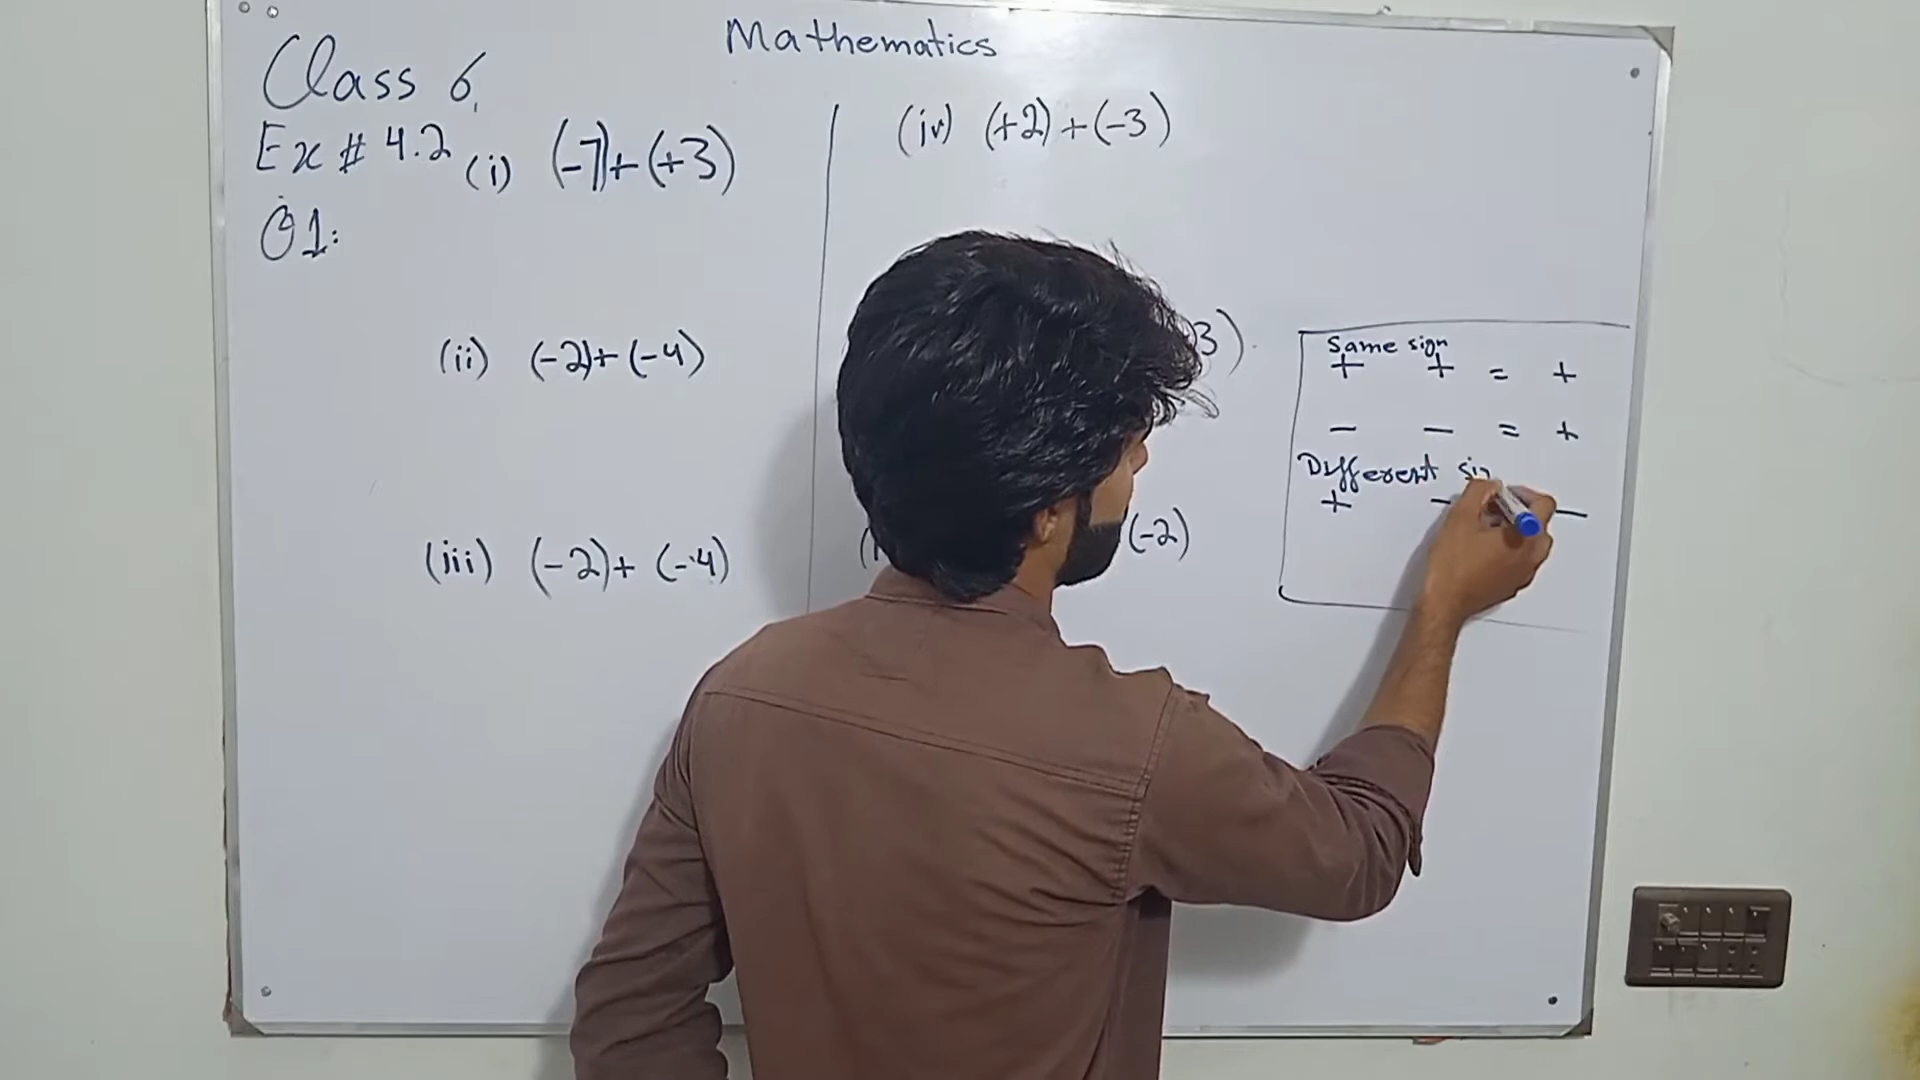 Mathematics
Class 6
Ex # 4.2
(i) (-7)+(+3)
Q1:
(ii) (-2)+(-4)
(iii) (-2)+(-4)
(iv) (+2)+(-3)
3)
(-2)
Same sign
+ + = +
- - = +
Different
+ - -